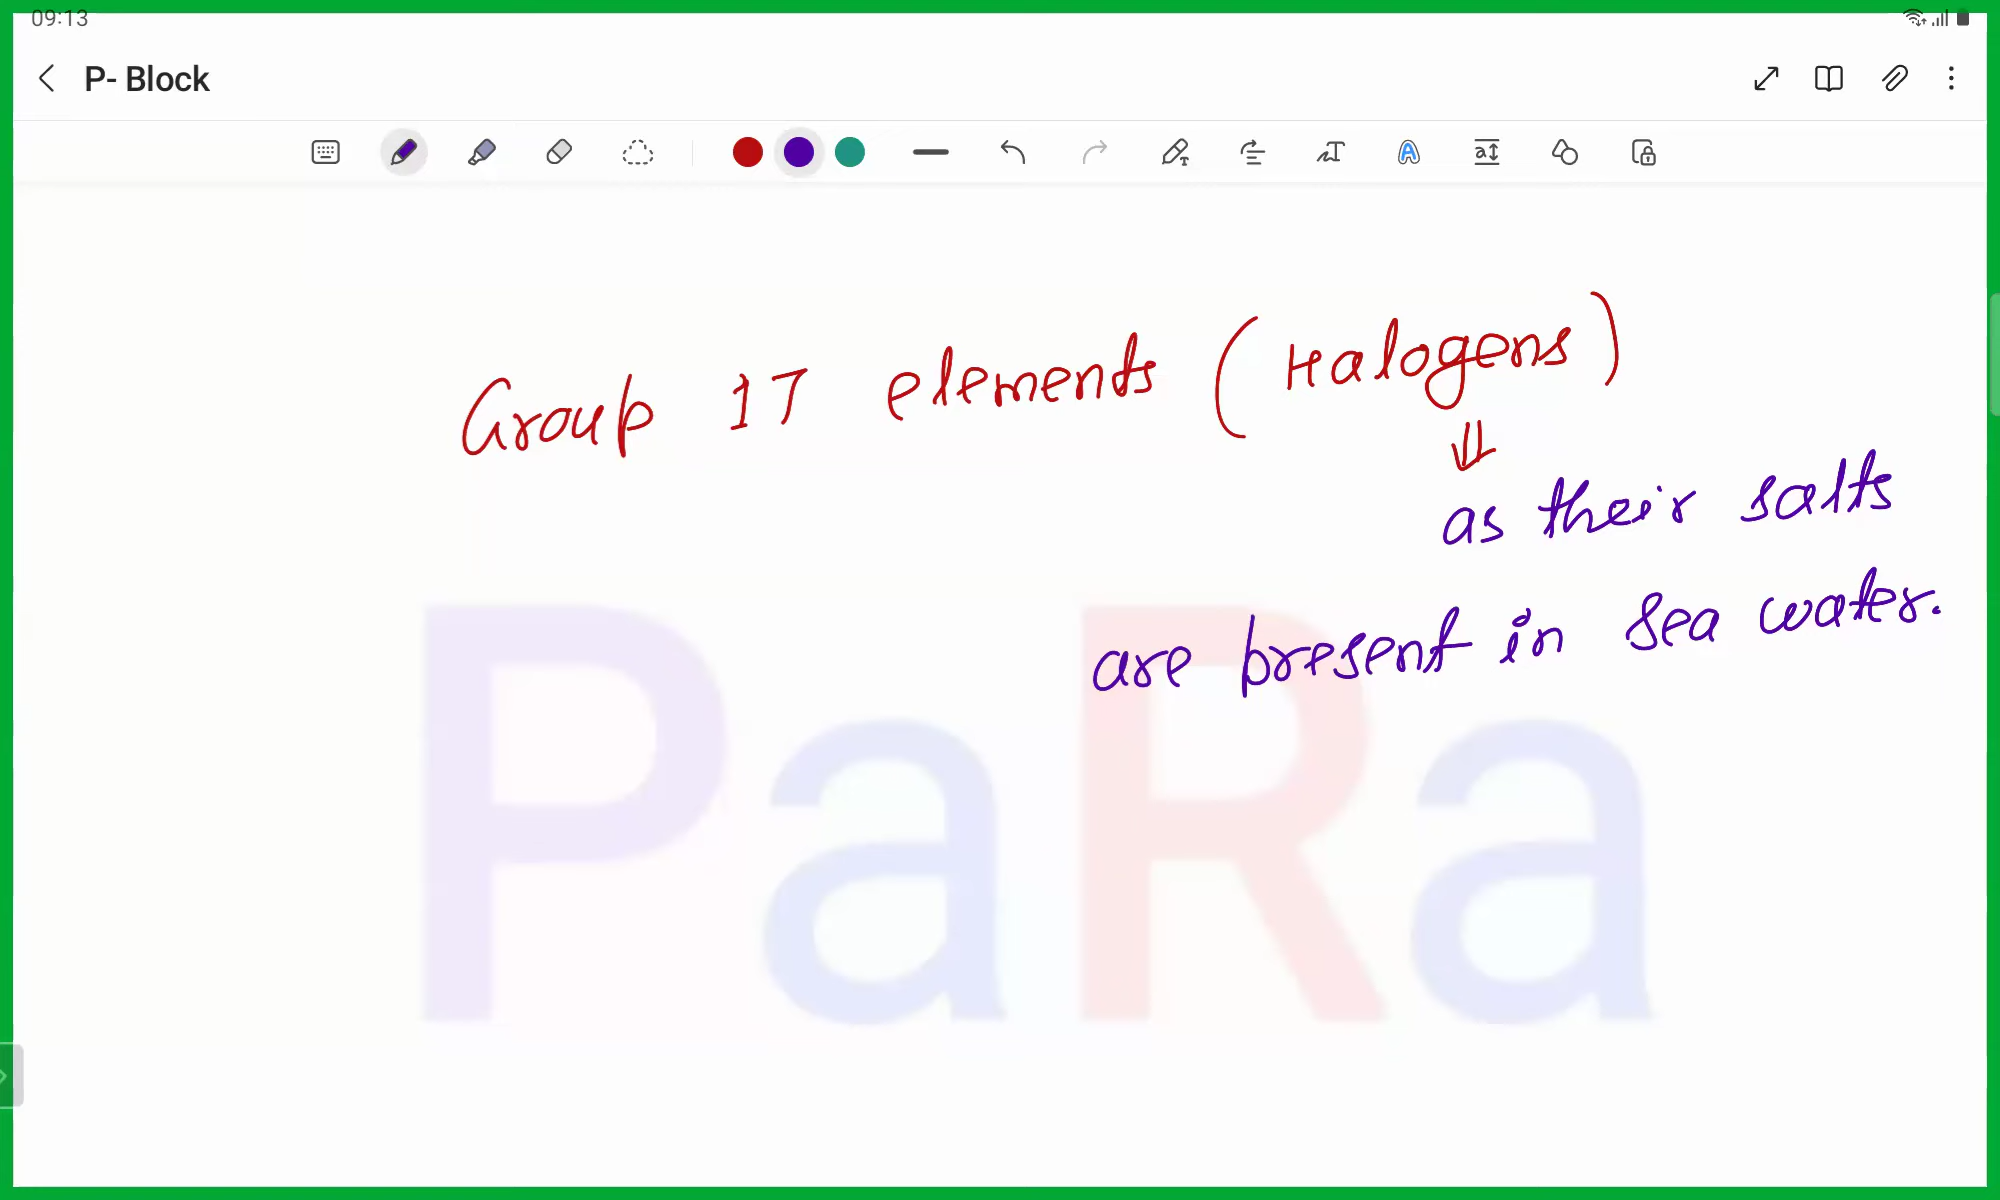 09:13
P- Block
Group 17 elements (Halogens)
as their salts
are present in sea water.
PaRa